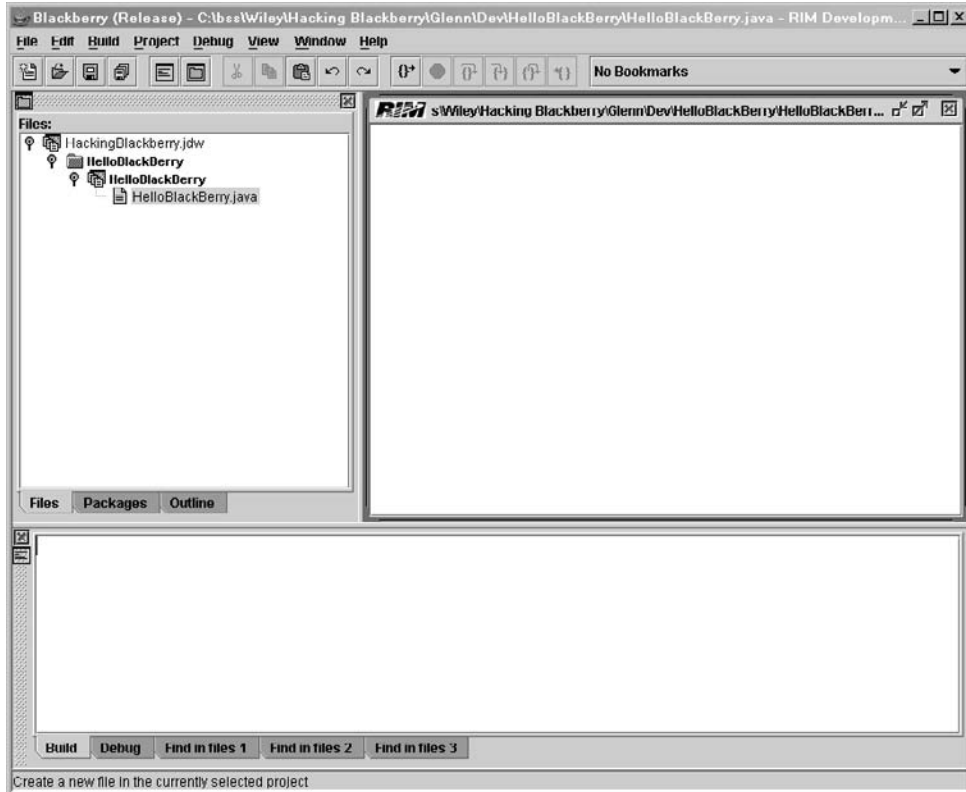 Blackberry (Release) - C:\bss\Wiley\Hacking Blackberry\Glenn\Dev\HelloBlackBerry\HelloBlackBerry.java - RIM Developm...
File Edit Build Project Debug View Window Help
No Bookmarks
RIM s\Wiley\Hacking Blackberry\Glenn\Dev\HelloBlackBerry\HelloBlackBerr...
Files:
HackingBlackberry.jdw
HelloBlackBerry
HelloBlackBerry
HelloBlackBerry.java
Files Packages Outline
Build Debug Find in files 1 Find in files 2 Find in files 3
Create a new file in the currently selected project